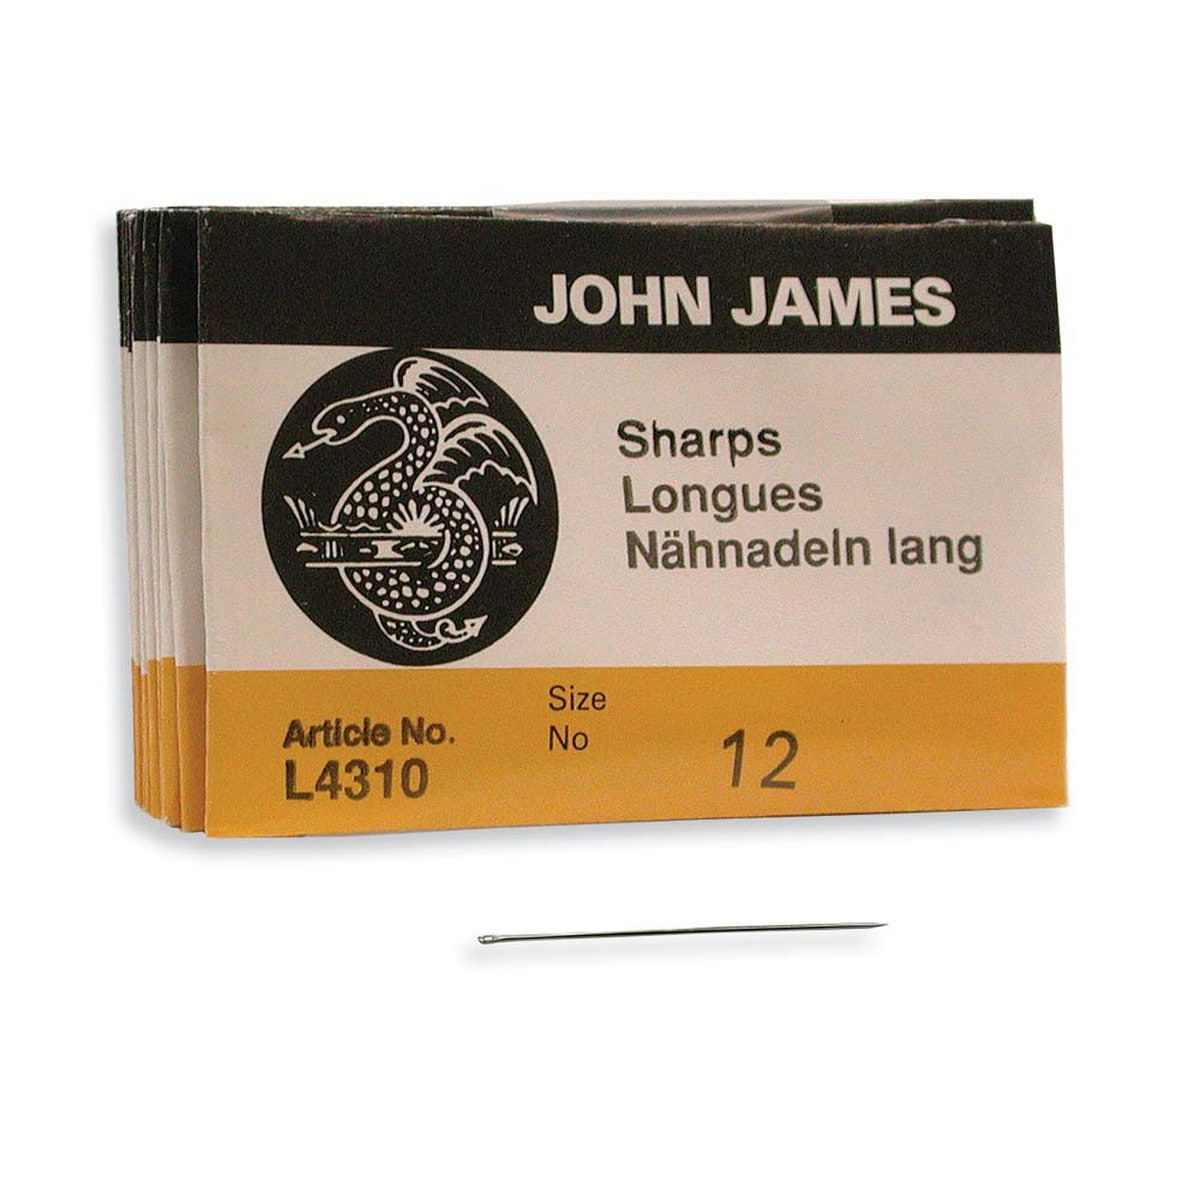 JOHN JAMES
Sharps
Longues
Nähnadeln lang
Size
No
12
Article No.
L4310